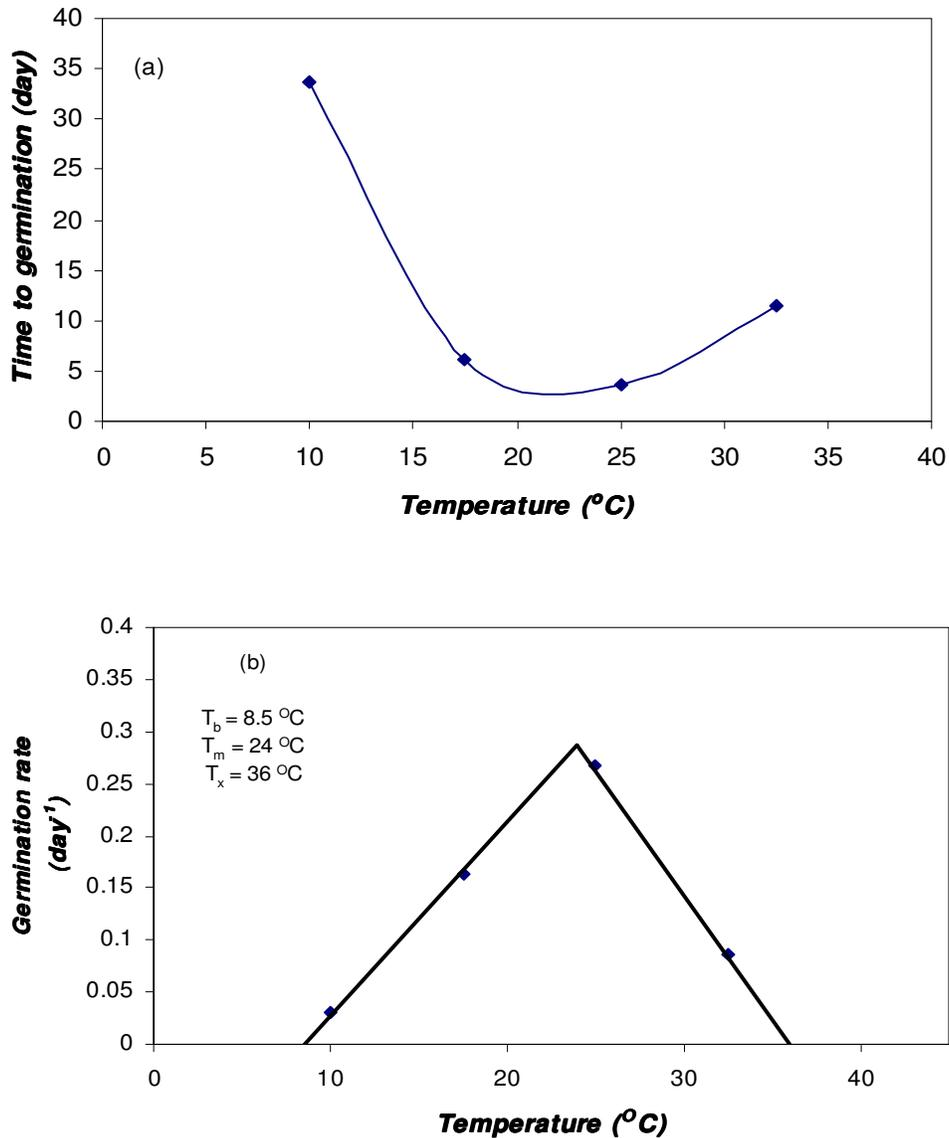 40
35
30
25
20
15
10
5
0
Time to germination (day)
(a)
0 5 10 15 20 25 30 35 40
Temperature (°C)
0.4
0.35
0.3
0.25
0.2
0.15
0.1
0.05
0
Germination rate
(day⁻¹)
(b)
T_b = 8.5 °C
T_m = 24 °C
T_x = 36 °C
0 10 20 30 40
Temperature (°C)